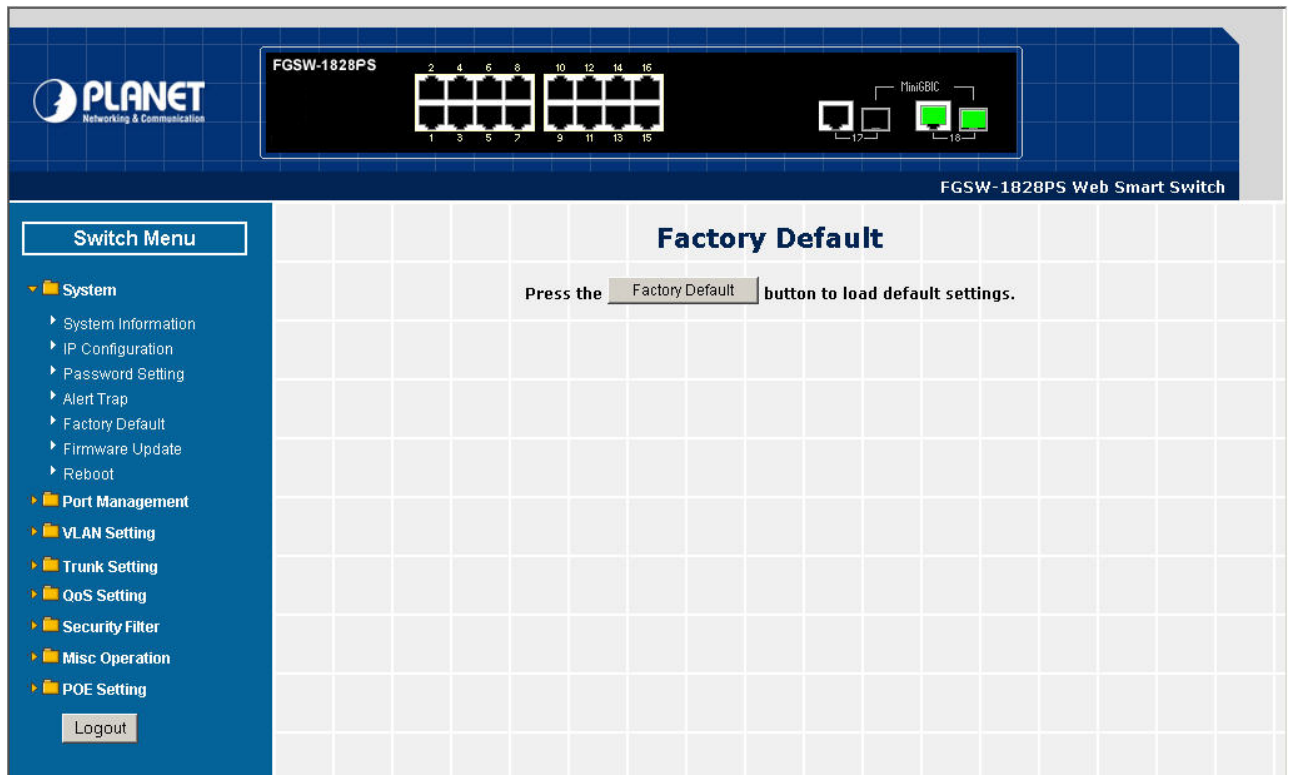 PLANET
Networking & Communication
FGSW-1828PS
2 4 6 8 10 12 14 16
1 3 5 7 9 11 13 15
MiniGBIC
17
18
FGSW-1828PS Web Smart Switch
Switch Menu
System
System Information
IP Configuration
Password Setting
Alert Trap
Factory Default
Firmware Update
Reboot
Port Management
VLAN Setting
Trunk Setting
QoS Setting
Security Filter
Misc Operation
POE Setting
Logout
Factory Default
Press the Factory Default button to load default settings.